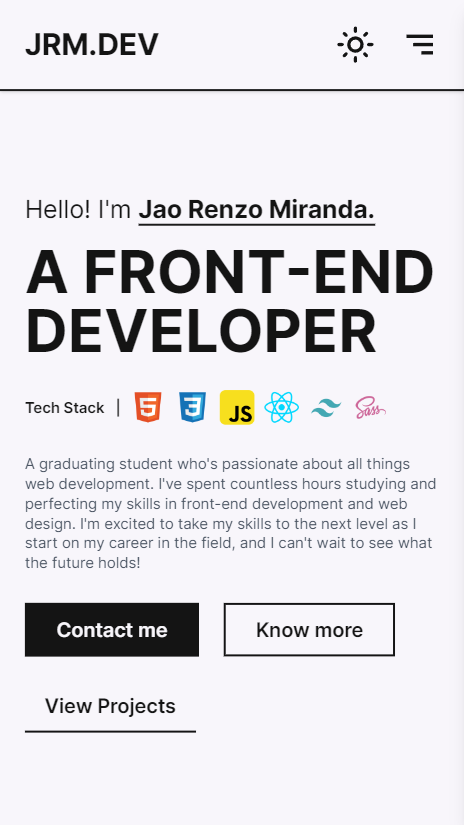 JRM.DEV
Hello! I'm Jao Renzo Miranda.
A FRONT-END
DEVELOPER
Tech Stack | 5 3 JS Sass
A graduating student who's passionate about all things
web development. I've spent countless hours studying and
perfecting my skills in front-end development and web
design. I'm excited to take my skills to the next level as I
start on my career in the field, and I can't wait to see what
the future holds!
Contact me Know more
View Projects